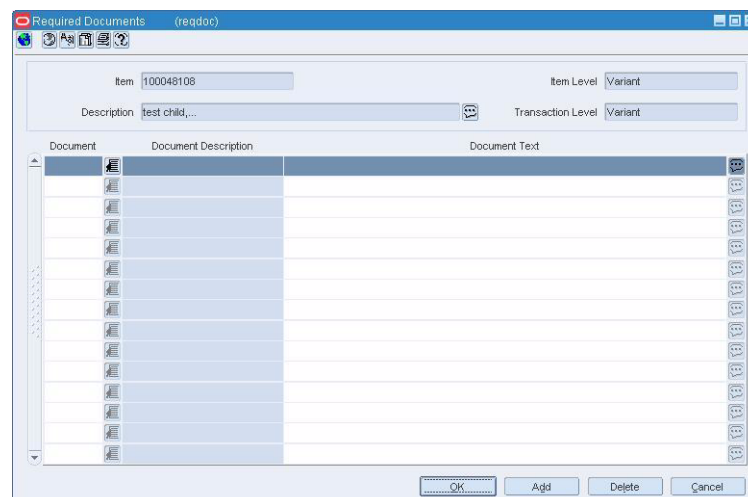 Required Documents (reqdoc)
Item 100048108 Item Level Variant
Description test child,... Transaction Level Variant
Document Document Description Document Text
OK Add Delete Cancel